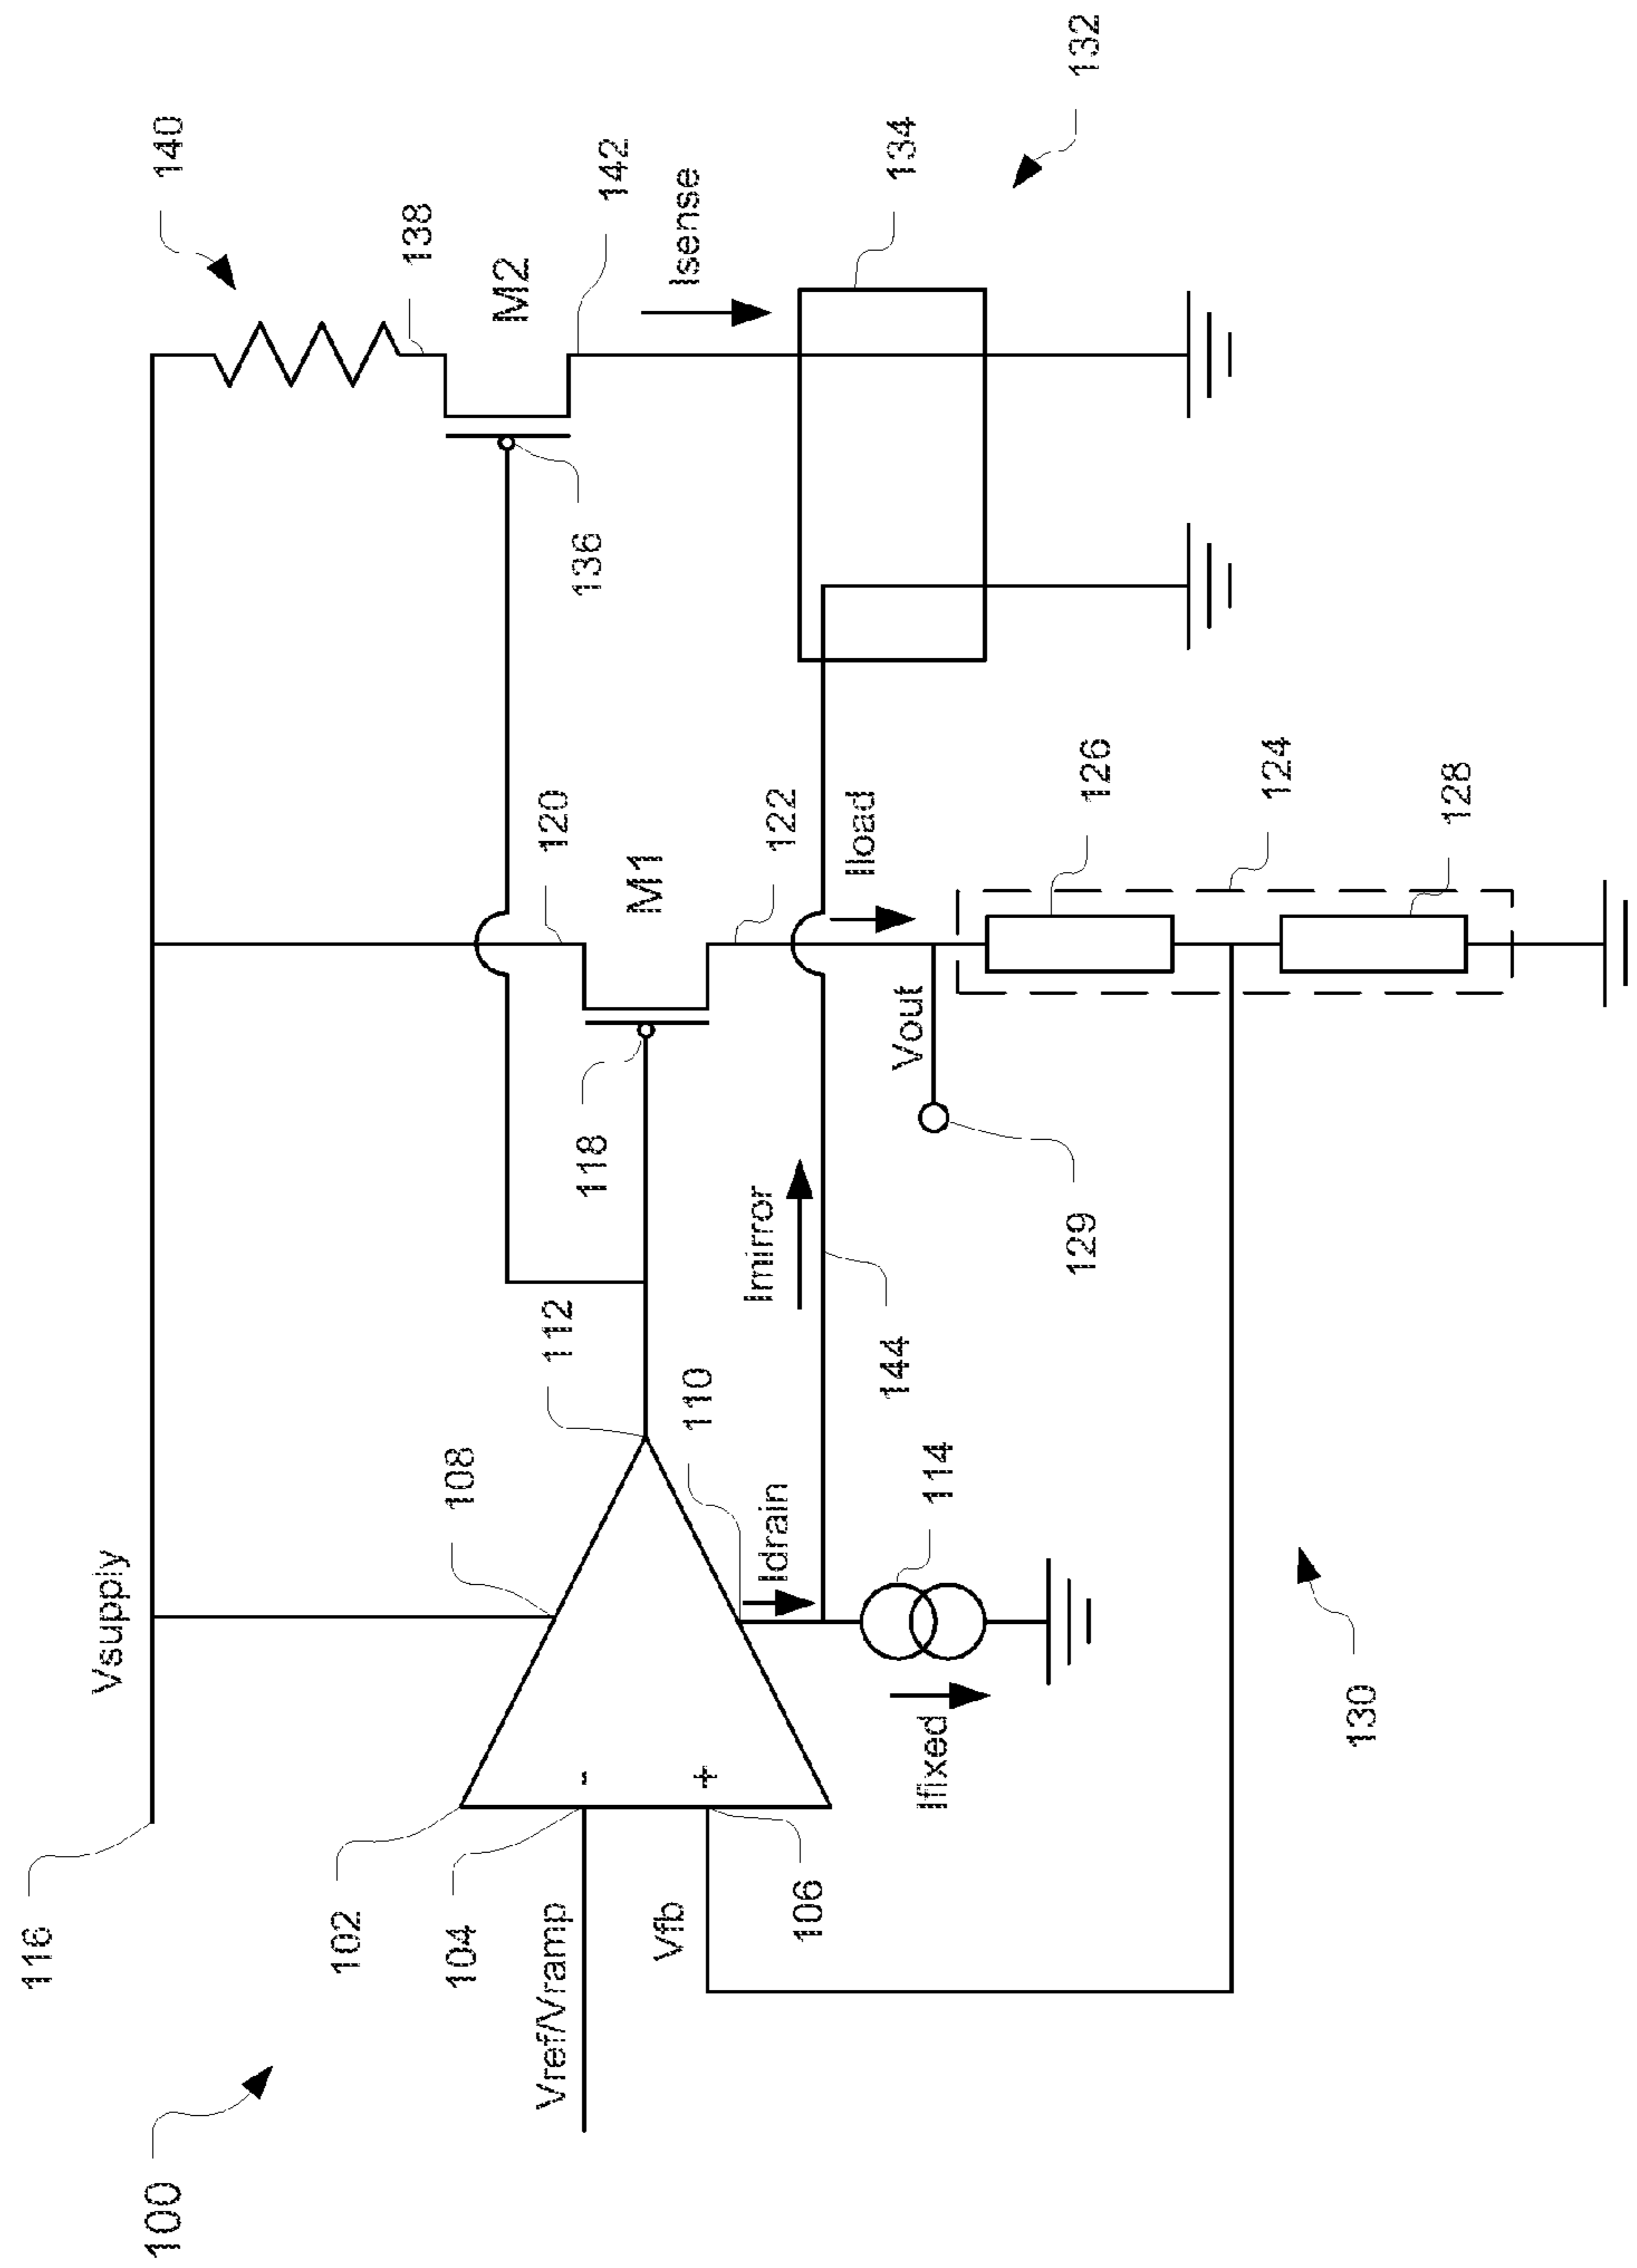 116
Vsupply
140
138
M2
142
Isense
134
132
136
120
M1
122
Iload
126
124
128
118
Vout
129
112
108
110
Imirror
144
Idrain
114
Ifixed
102
104
-
+
Vref/Vramp
Vfb
106
130
100